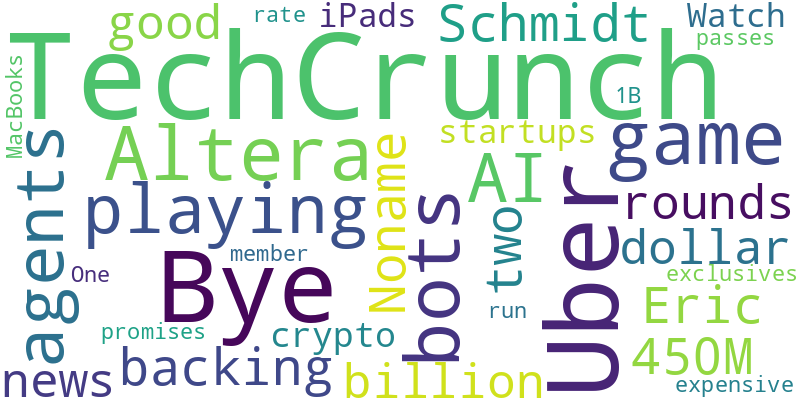 good
rate
iPads
Schmidt
Watch
passes
TechCrunch
MacBooks
1B
Altera
startups
game
agents
playing
Noname
bots
AI
two
Uber
rounds
dollar
member
One
Bye
exclusives
run
Eric
promises
crypto
450M
news
backing
billion
expensive